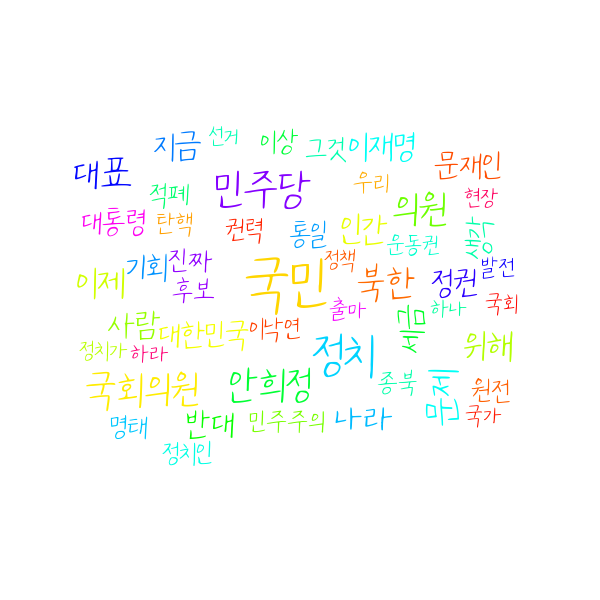 선거
지금
이상
그것
이재명
문재인
대표
적폐
민주당
우리
현장
대통령
탄핵
권력
통일
인간
의원
운동권
생각
이제
기회
진짜
후보
국민
정책
북한
정권
발전
출마
하나
국회
사람
대한민국
이낙연
세금
정치가
하라
정치
위해
국회의원
안희정
종북
문제
원전
명태
반대
민주주의
나라
국가
정치인